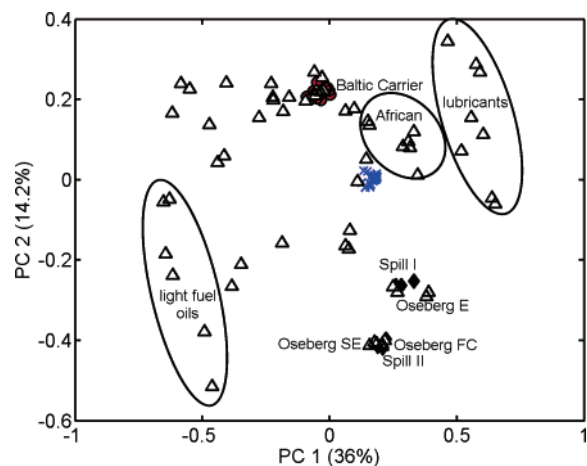 0.4
0.2
0
-0.2
-0.4
-0.6
PC 2 (14.2%)
Baltic Carrier
lubricants
African
light fuel
oils
Spill I
Oseberg E
Oseberg SE
Oseberg FC
Spill II
-1
-0.5
0
0.5
1
PC 1 (36%)